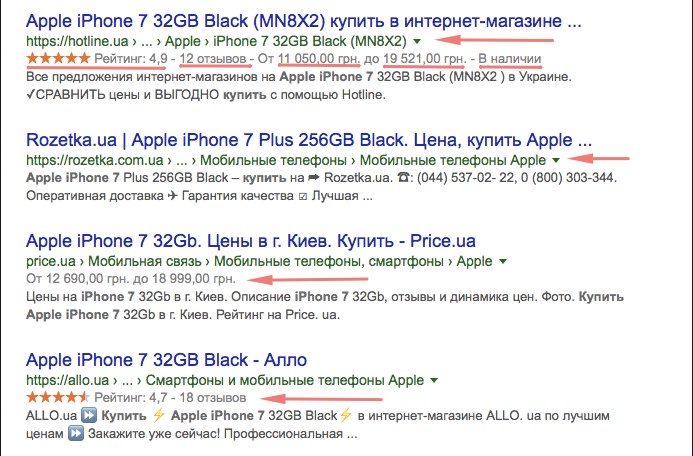 Apple iPhone 7 32GB Black (MN8X2) купить в интернет-магазине ...
https://hotline.ua › ... › Apple › iPhone 7 32GB Black (MN8X2) ▼
★★★★★ Рейтинг: 4,9 - 12 отзывов - От 11 050,00 грн. до 19 521,00 грн. - В наличии
Все предложения интернет-магазинов на Apple iPhone 7 32GB Black (MN8X2 ) в Украине.
✓СРАВНИТЬ цены и ВЫГОДНО купить с помощью Hotline.
Rozetka.ua | Apple iPhone 7 Plus 256GB Black. Цена, купить Apple ...
https://rozetka.com.ua › ... › Мобильные телефоны › Мобильные телефоны Apple ▼
Apple iPhone 7 Plus 256GB Black – купить на ➡ Rozetka.ua. ☎: (044) 537-02- 22, 0 (800) 303-344.
Оперативная доставка ✈ Гарантия качества ☑ Лучшая ...
Apple iPhone 7 32Gb. Цены в г. Киев. Купить - Price.ua
price.ua › Мобильная связь › Мобильные телефоны, смартфоны › Apple ▼
От 12 690,00 грн. до 18 999,00 грн.
Цены на iPhone 7 32Gb в г. Киев. Описание iPhone 7 32Gb, отзывы и динамика цен. Фото. Купить
Apple iPhone 7 32Gb в г. Киев. Рейтинг на Price. ua.
Apple iPhone 7 32GB Black - Алло
https://allo.ua › ... › Смартфоны и мобильные телефоны Apple ▼
★★★★★ Рейтинг: 4,7 - 18 отзывов
ALLO.ua ⏩ Купить ⚡ Apple iPhone 7 32GB Black⚡ в интернет-магазине ALLO. ua по лучшим
ценам ⏩ Закажите уже сейчас! Профессиональная ...